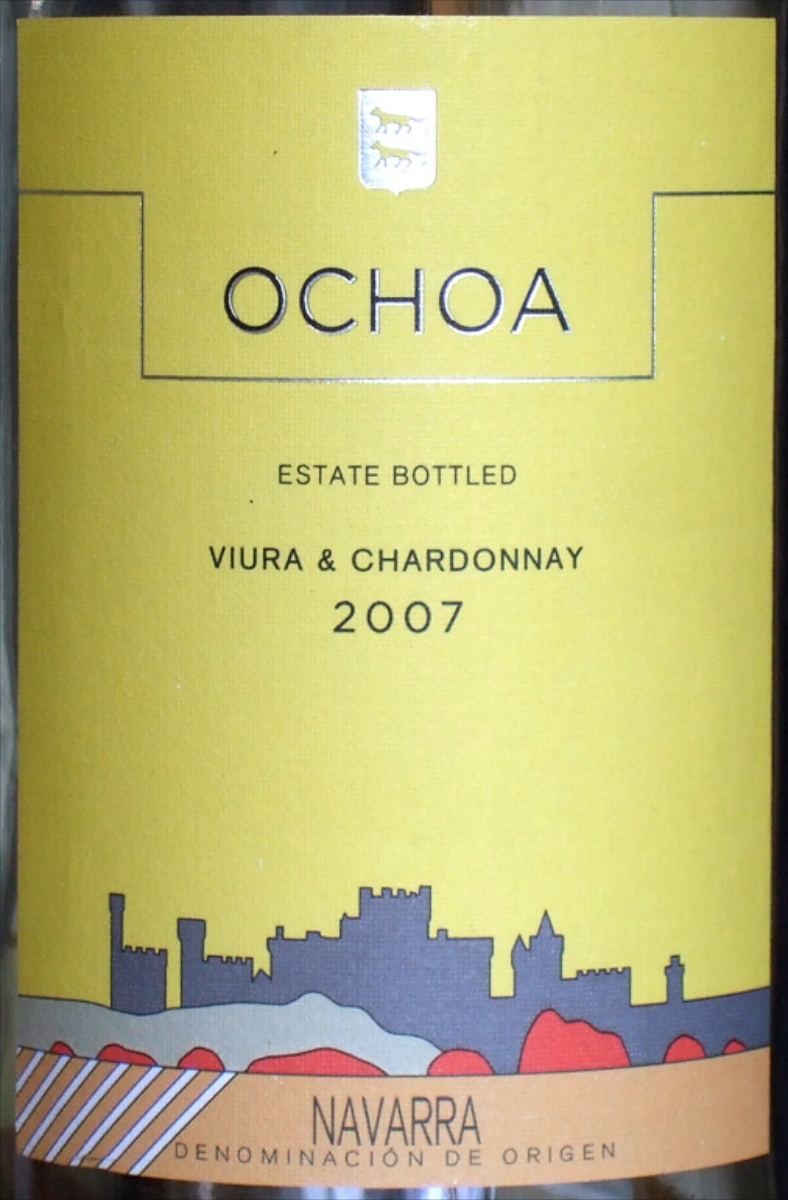 OCHOA
ESTATE BOTTLED
VIURA & CHARDONNAY
2007
NAVARRA
DENOMINACIÓN DE ORIGEN